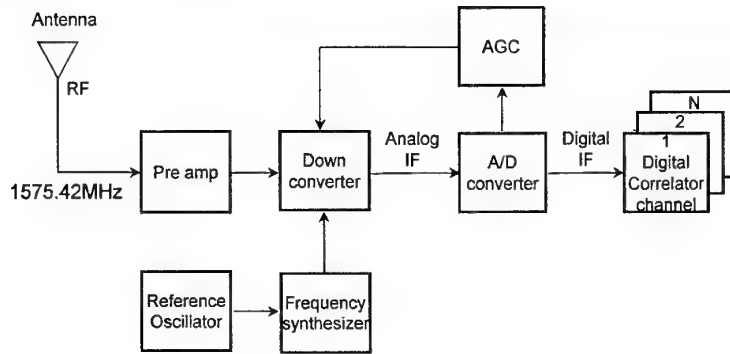 Antenna
RF
1575.42MHz
Pre amp
Down
converter
Analog
IF
AGC
A/D
converter
Digital
IF
N
2
1
Digital
Correlator
channel
Reference
Oscillator
Frequency
synthesizer